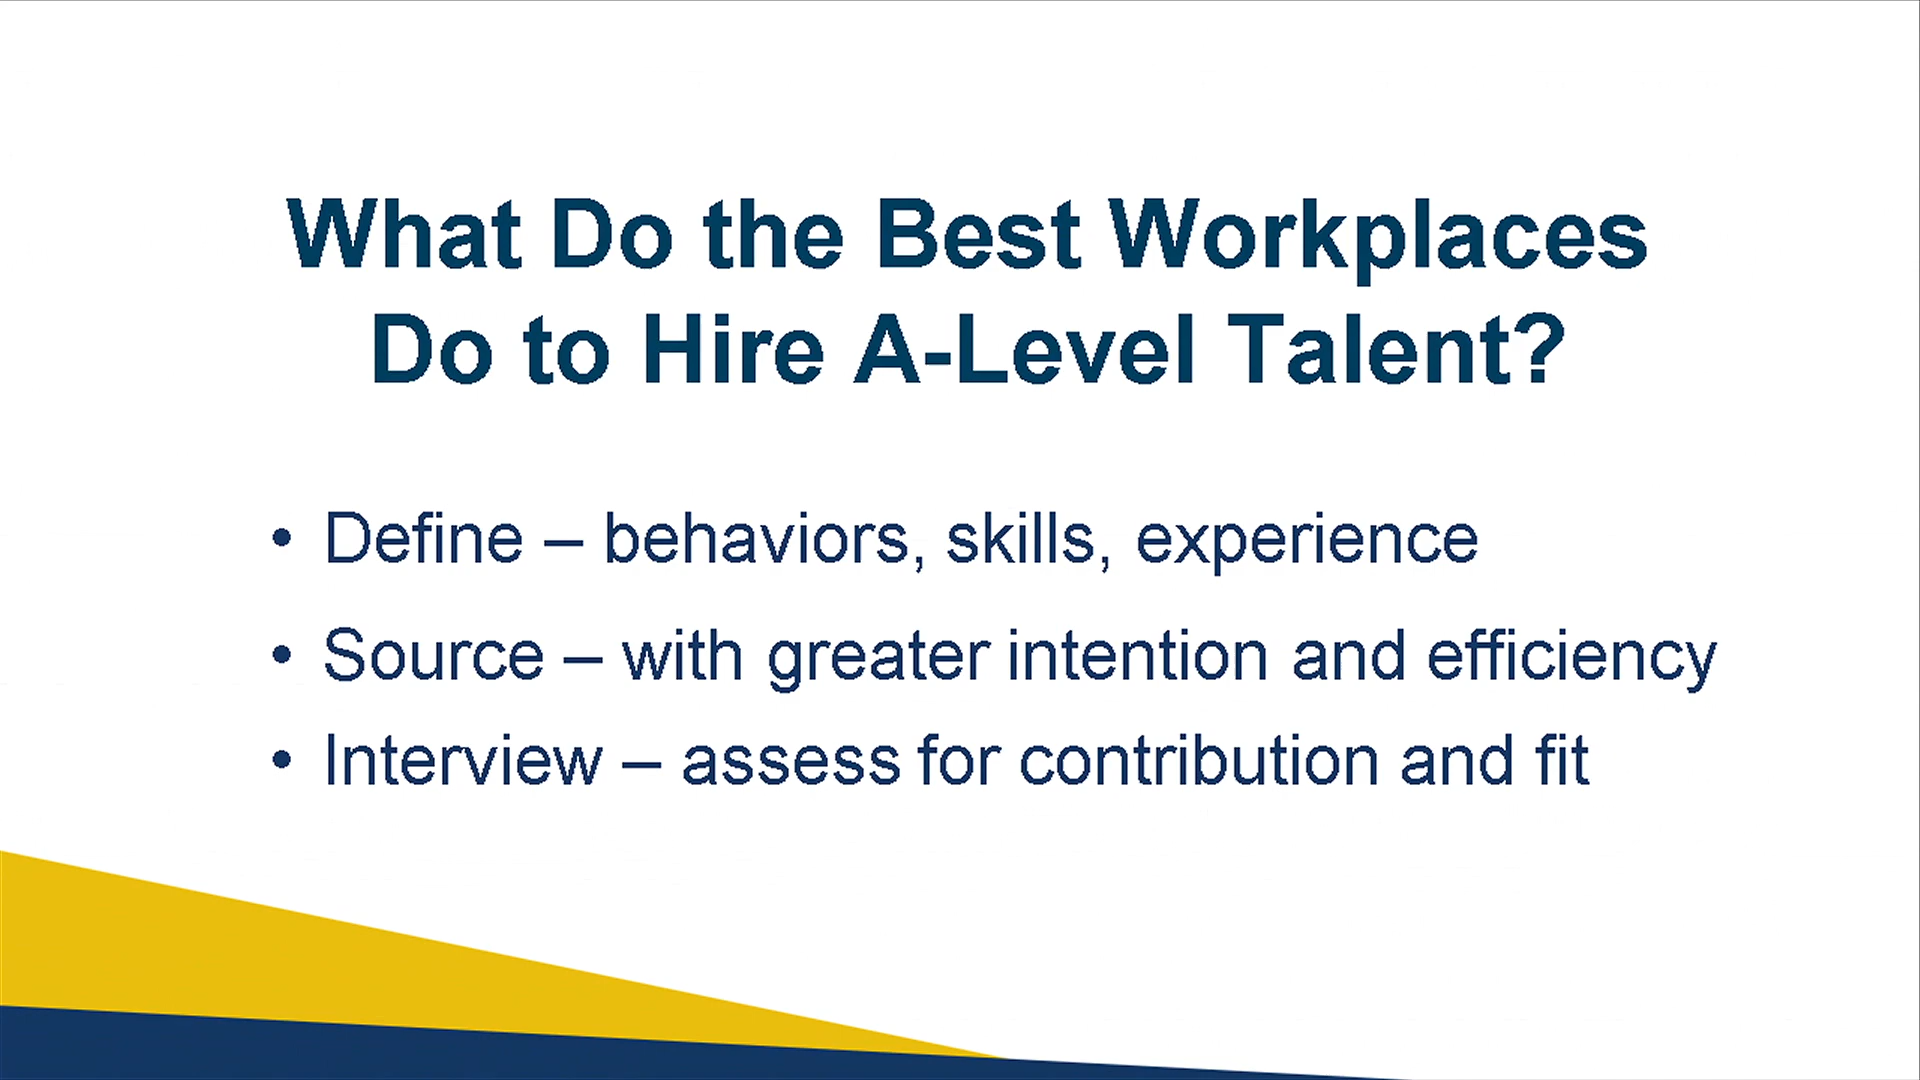 What Do the Best Workplaces
Do to Hire A-Level Talent?
• Define – behaviors, skills, experience
• Source – with greater intention and efficiency
• Interview – assess for contribution and fit